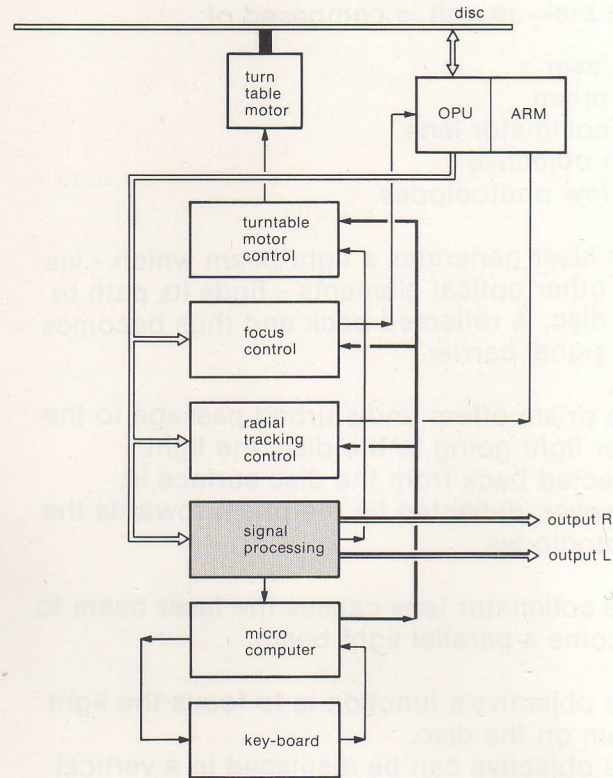 disc
turn
table
motor
OPU
ARM
turntable
motor
control
focus
control
radial
tracking
control
signal
processing
output R
output L
micro
computer
key-board